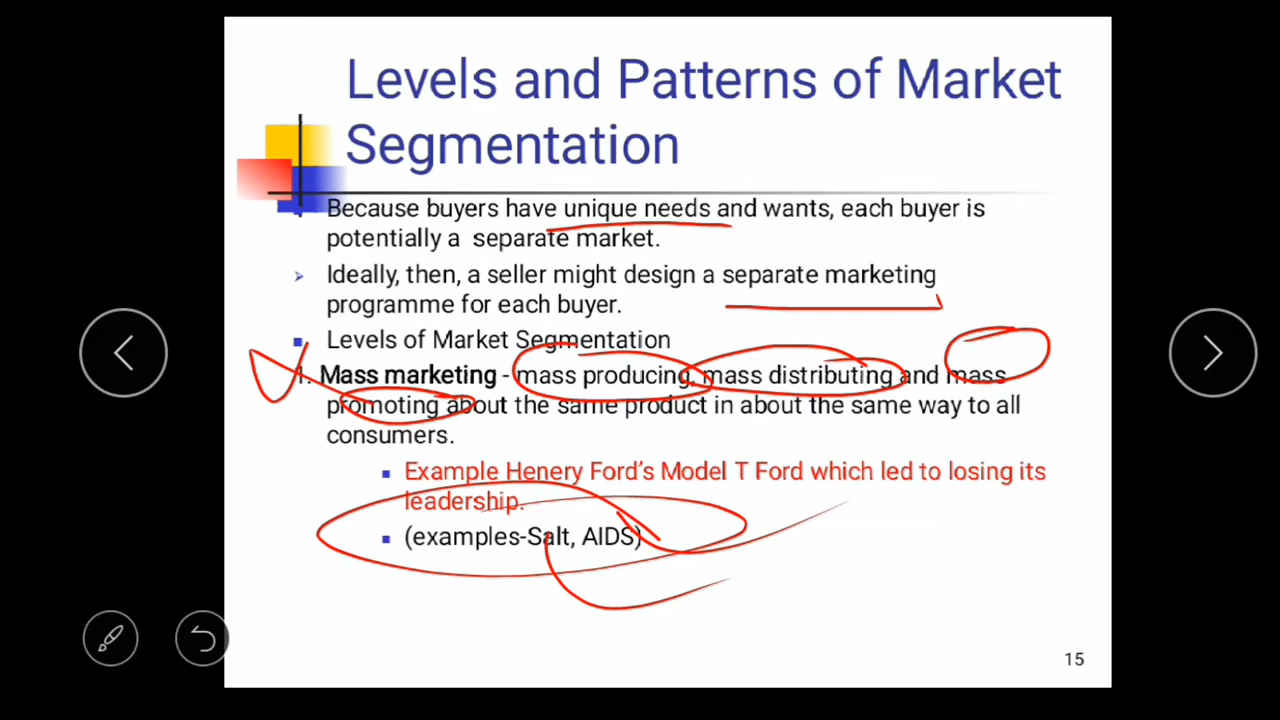 Levels and Patterns of Market
Segmentation
Because buyers have unique needs and wants, each buyer is
potentially a separate market.
Ideally, then, a seller might design a separate marketing
programme for each buyer.
Levels of Market Segmentation
1. Mass marketing - mass producing, mass distributing and mass
promoting about the same product in about the same way to all
consumers.
Example Henery Ford's Model T Ford which led to losing its
leadership.
(examples-Salt, AIDS)
15